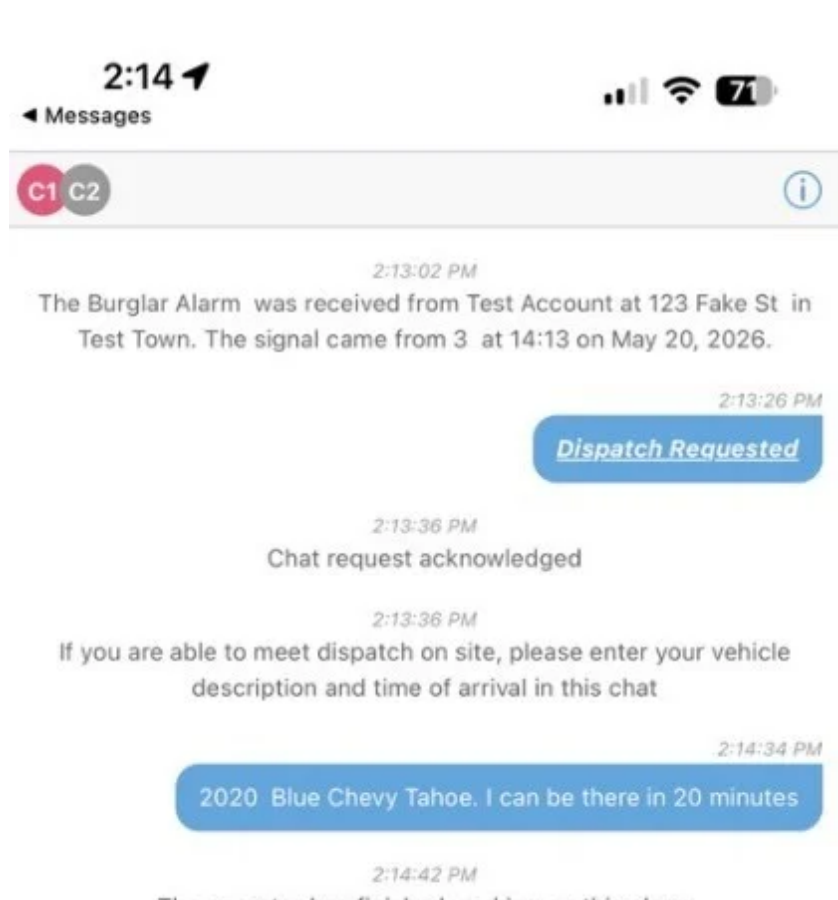 2:14
71
◀ Messages
C1 C2
2:13:02 PM
The Burglar Alarm  was received from Test Account at 123 Fake St  in
Test Town. The signal came from 3  at 14:13 on May 20, 2026.
2:13:26 PM
Dispatch Requested
2:13:36 PM
Chat request acknowledged
2:13:36 PM
If you are able to meet dispatch on site, please enter your vehicle
description and time of arrival in this chat
2:14:34 PM
2020  Blue Chevy Tahoe. I can be there in 20 minutes
2:14:42 PM